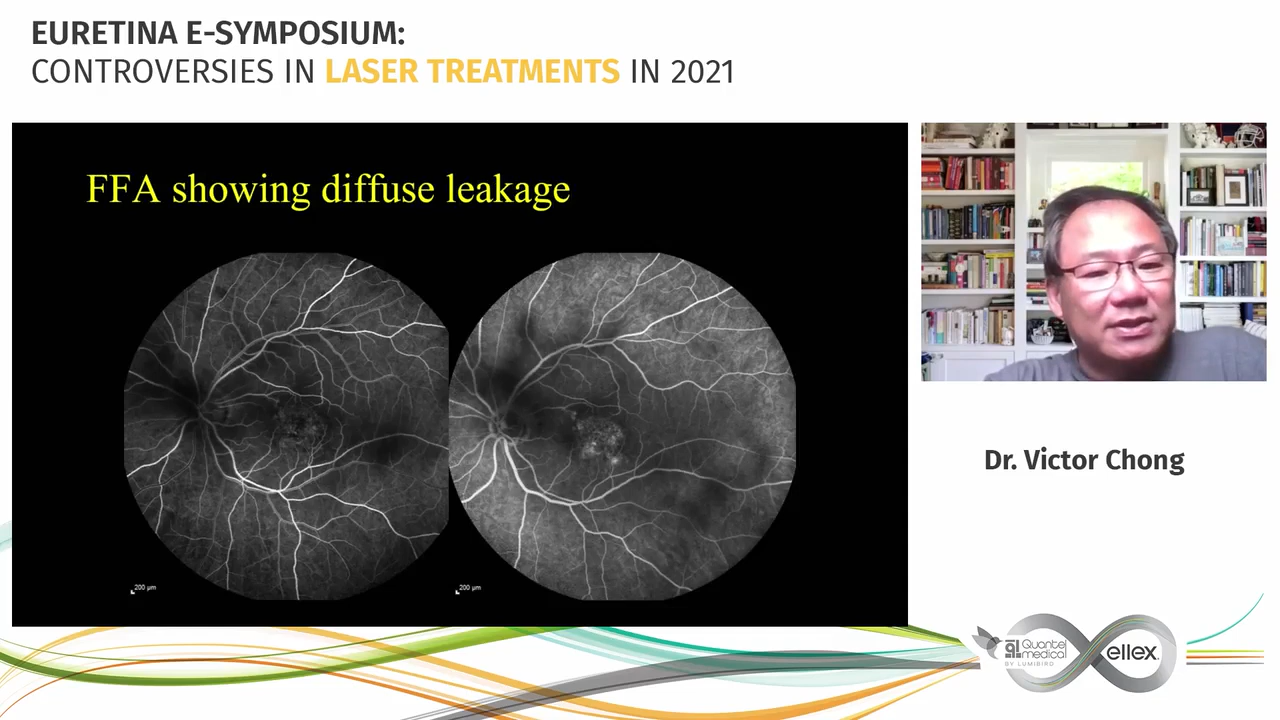 EURETINA E-SYMPOSIUM:
CONTROVERSIES IN LASER TREATMENTS IN 2021
FFA showing diffuse leakage
200 µm
200 µm
Dr. Victor Chong
Quantel
medical
BY LUMIBIRD
ellex